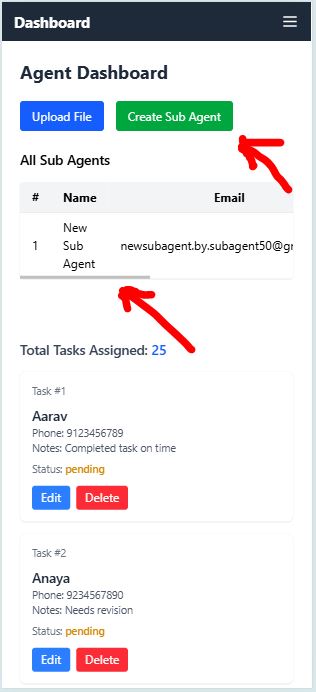 Dashboard
Agent Dashboard
Upload File Create Sub Agent
All Sub Agents
# Name Email
1 New Sub Agent newsubagent.by.subagent50@g
Total Tasks Assigned: 25
Task #1
Aarav
Phone: 9123456789
Notes: Completed task on time
Status: pending
Edit Delete
Task #2
Anaya
Phone: 9234567890
Notes: Needs revision
Status: pending
Edit Delete